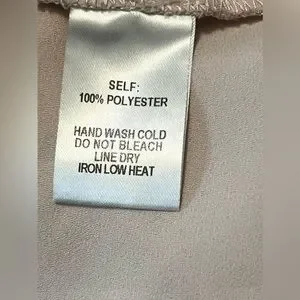 SELF:
100% POLYESTER
HAND WASH COLD
DO NOT BLEACH
LINE DRY
IRON LOW HEAT